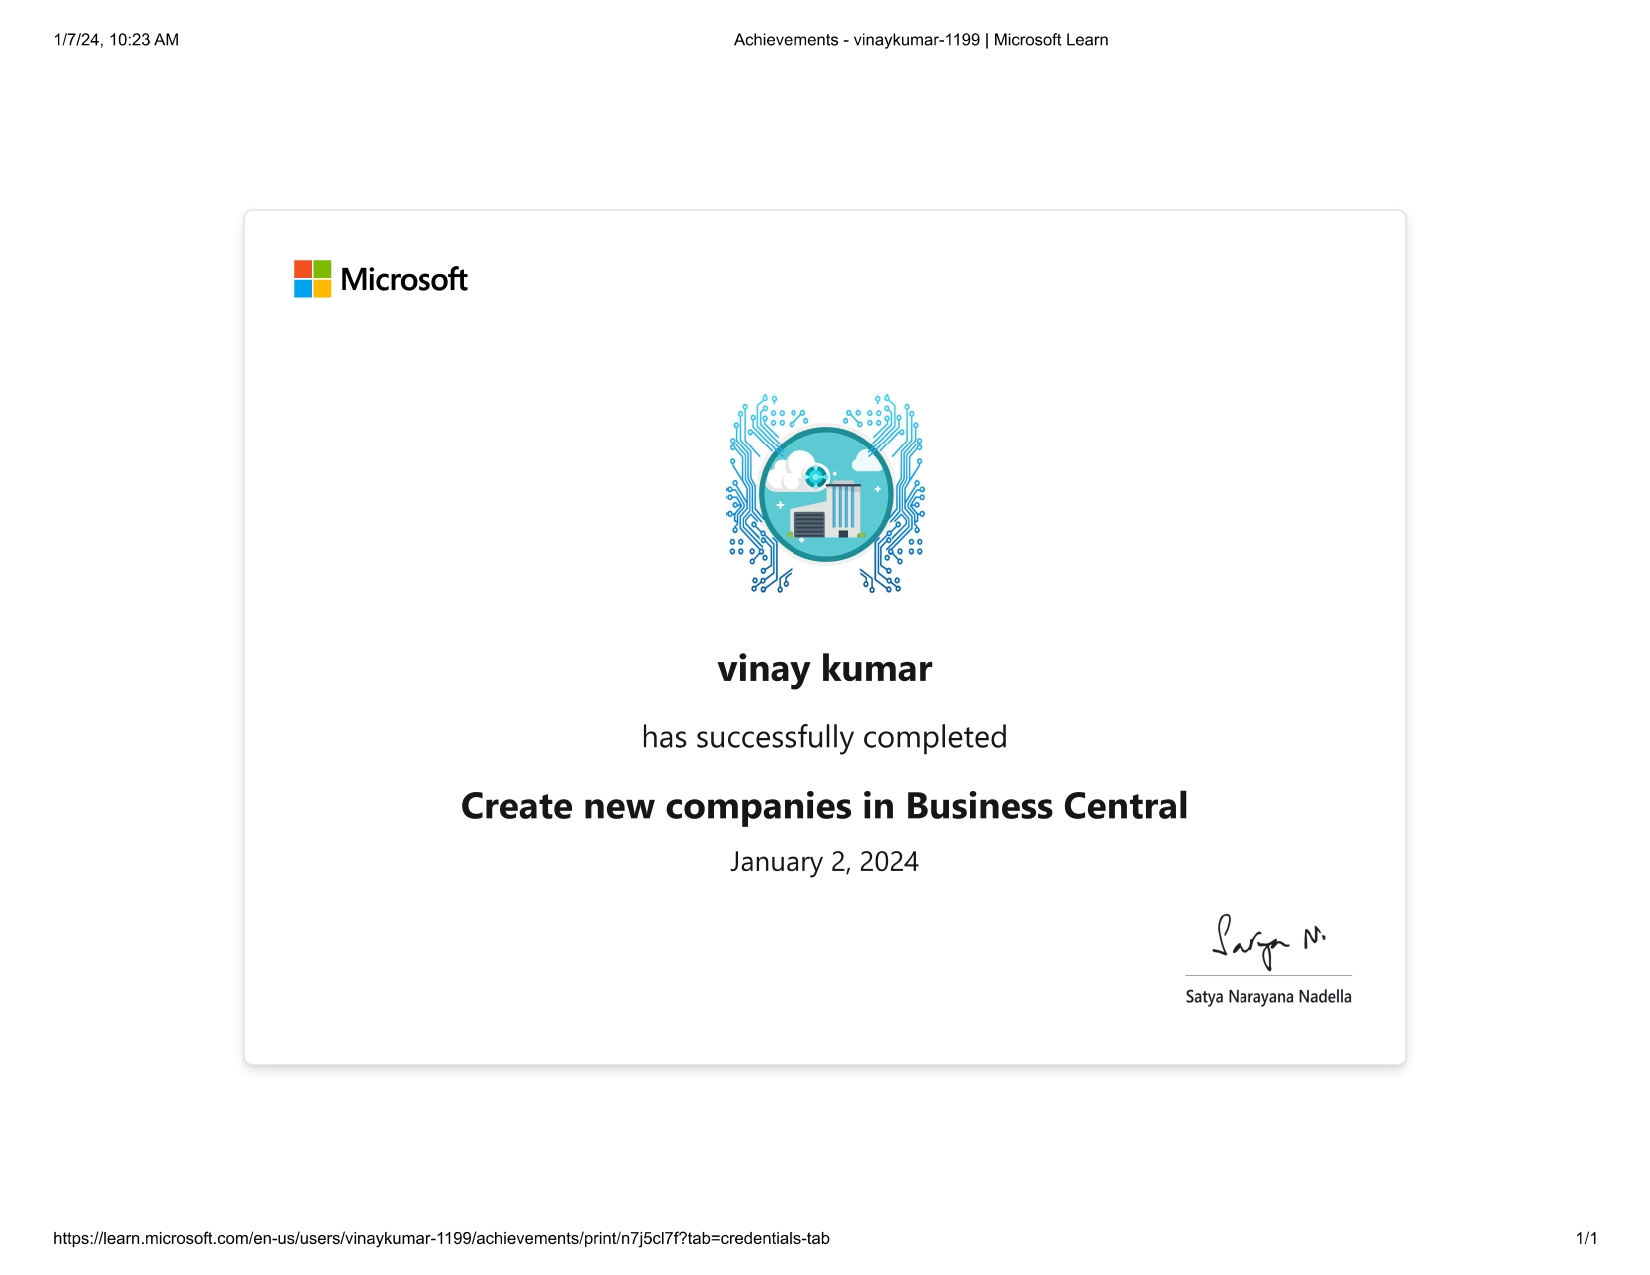 1/7/24, 10:23 AM
Achievements - vinaykumar-1199 | Microsoft Learn
Microsoft
vinay kumar
has successfully completed
Create new companies in Business Central
January 2, 2024
Satya N.
Satya Narayana Nadella
https://learn.microsoft.com/en-us/users/vinaykumar-1199/achievements/print/n7j5cl7f?tab=credentials-tab
1/1